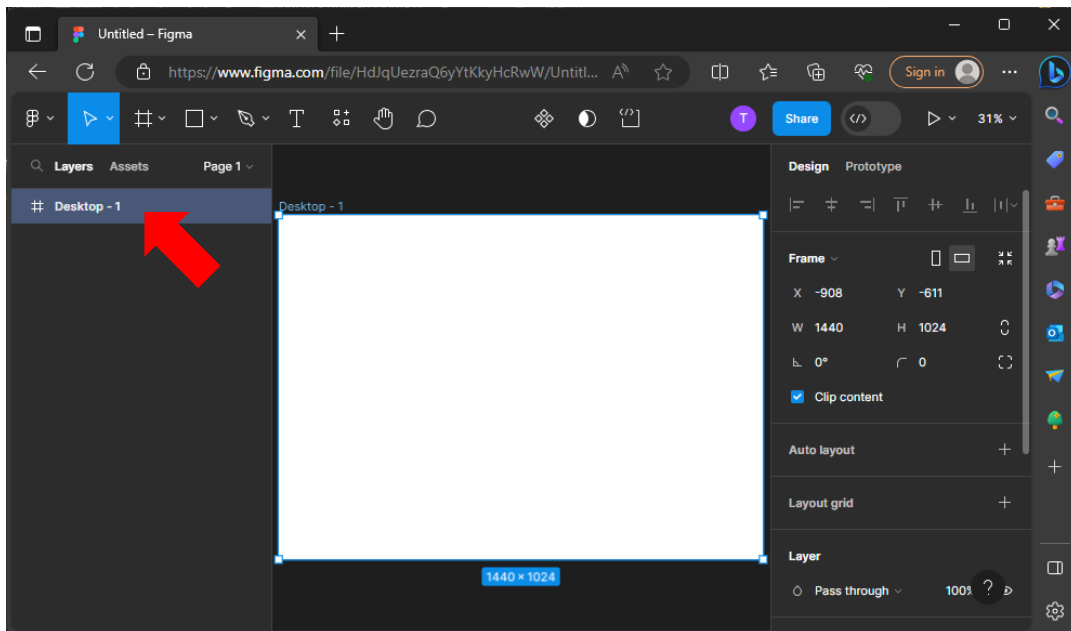 Untitled – Figma
https://www.figma.com/file/HdJqUezraQ6yYtKkyHcRwW/Untitl...
Sign in
T
Share
31%
Layers Assets Page 1
Design Prototype
Desktop - 1
Desktop - 1
Frame
X -908 Y -611
W 1440 H 1024
0° 0
Clip content
Auto layout
Layout grid
Layer
1440 × 1024
Pass through 100%
?